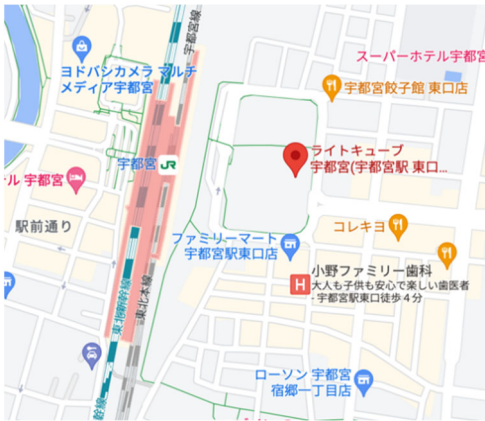 宇都宮線
スーパーホテル宇都宮
ヨドバシカメラ マルチ
メディア宇都宮
宇都宮餃子館 東口店
ライトキューブ
宇都宮(宇都宮駅 東口...
宇都宮
JR
ル 宇都宮
駅前通り
コレキヨ
ファミリーマート
宇都宮駅東口店
小野ファミリー歯科
大人も子供も安心で楽しい歯医者
- 宇都宮駅東口徒歩４分
H
東北新幹線
東北本線
ローソン 宇都宮
宿郷一丁目店
幹線